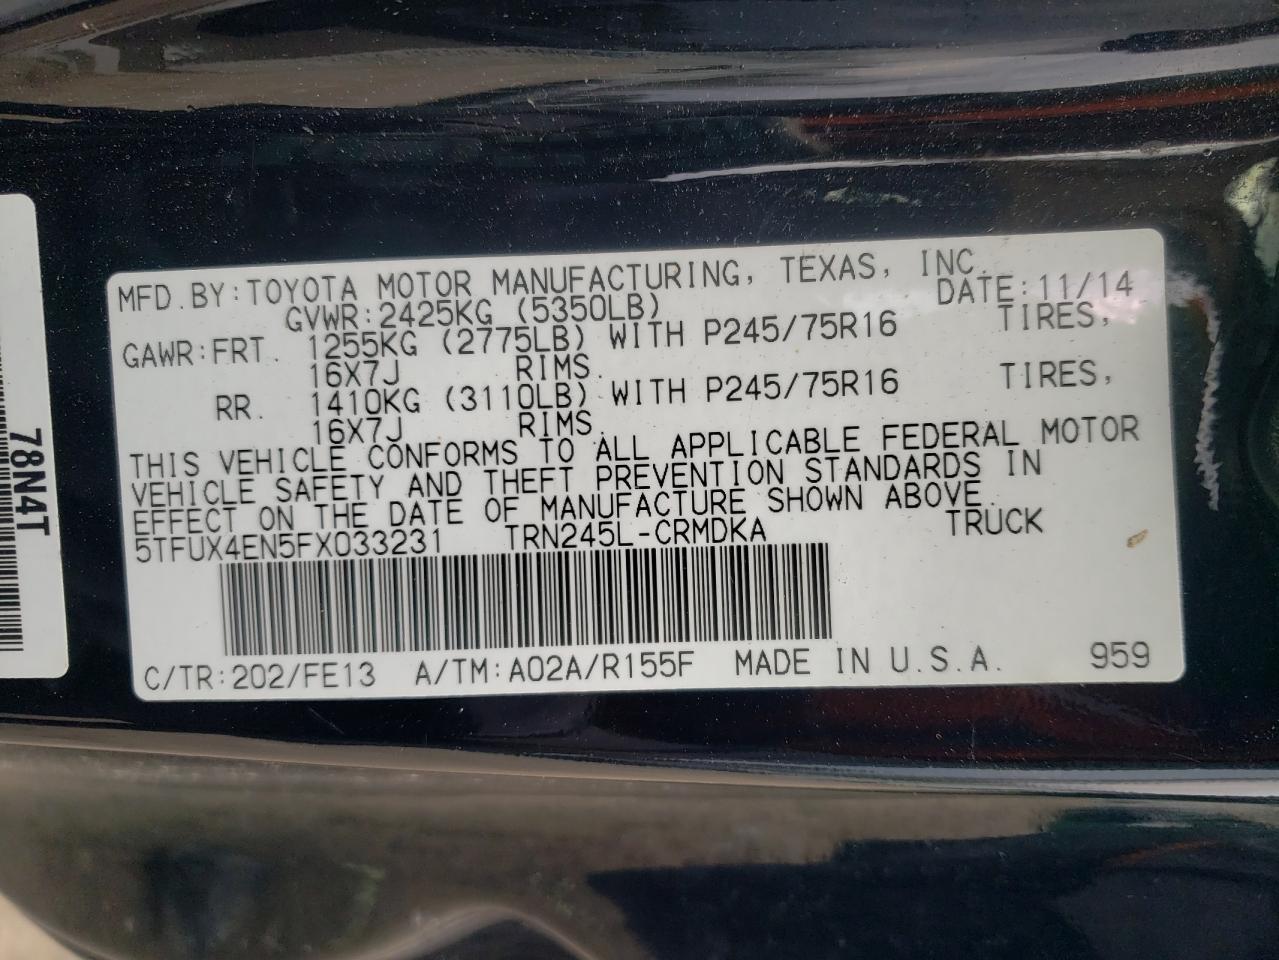 MFD. BY: TOYOTA MOTOR MANUFACTURING, TEXAS, INC.
GVWR: 2425KG (5350LB) DATE: 11/14
GAWR: FRT. 1255KG (2775LB) WITH P245/75R16 TIRES,
16X7J RIMS.
RR. 1410KG (3110LB) WITH P245/75R16 TIRES,
16X7J RIMS.
THIS VEHICLE CONFORMS TO ALL APPLICABLE FEDERAL MOTOR
VEHICLE SAFETY AND THEFT PREVENTION STANDARDS IN
EFFECT ON THE DATE OF MANUFACTURE SHOWN ABOVE.
5TFUX4EN5FX033231 TRN245L-CRMDKA TRUCK
C/TR: 202/FE13 A/TM: A02A/R155F MADE IN U.S.A. 959
78N4T